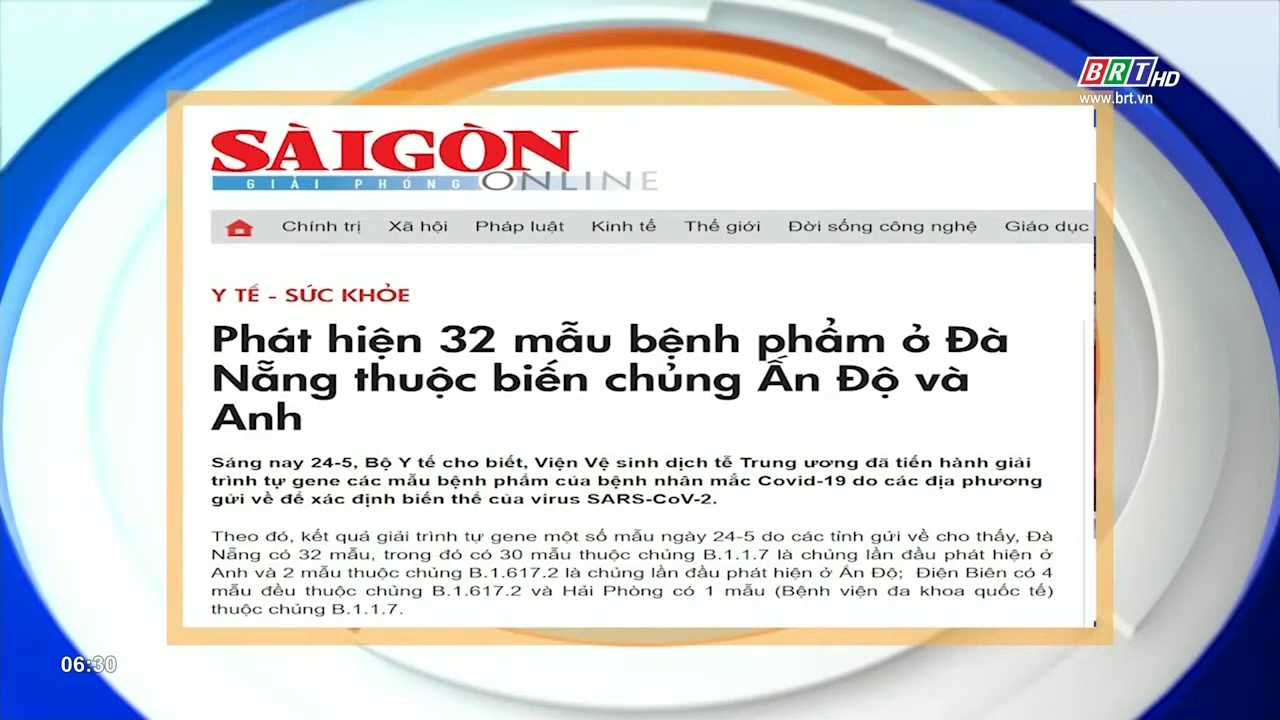 BRT HD
www.brt.vn
SÀIGÒN
GIẢI PHÓNG ONLINE
Chính trị Xã hội Pháp luật Kinh tế Thế giới Đời sống công nghệ Giáo dục
Y TẾ - SỨC KHỎE
Phát hiện 32 mẫu bệnh phẩm ở Đà
Nẵng thuộc biến chủng Ấn Độ và
Anh
Sáng nay 24-5, Bộ Y tế cho biết, Viện Vệ sinh dịch tễ Trung ương đã tiến hành giải
trình tự gene các mẫu bệnh phẩm của bệnh nhân mắc Covid-19 do các địa phương
gửi về để xác định biến thể của virus SARS-CoV-2.
Theo đó, kết quả giải trình tự gene một số mẫu ngày 24-5 do các tỉnh gửi về cho thấy, Đà
Nẵng có 32 mẫu, trong đó có 30 mẫu thuộc chủng B.1.1.7 là chủng lần đầu phát hiện ở
Anh và 2 mẫu thuộc chủng B.1.617.2 là chủng lần đầu phát hiện ở Ấn Độ; Điện Biên có 4
mẫu đều thuộc chủng B.1.617.2 và Hải Phòng có 1 mẫu (Bệnh viện đa khoa quốc tế)
thuộc chủng B.1.1.7.
06:30